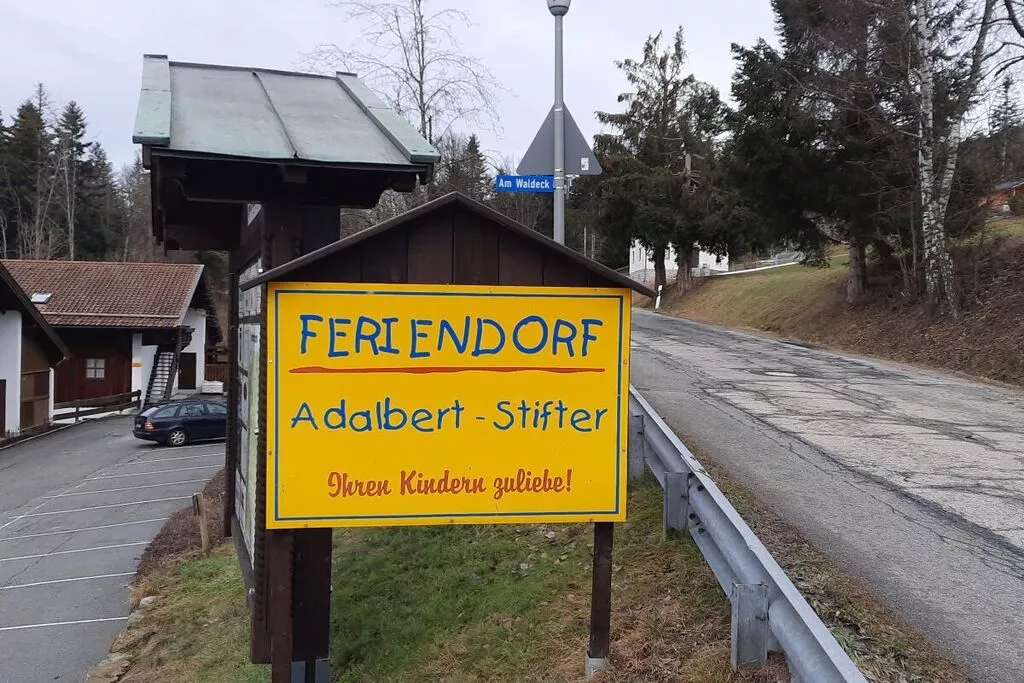 Am Waldeck
FERIENDORF
Adalbert - Stifter
Ihren Kindern zuliebe!